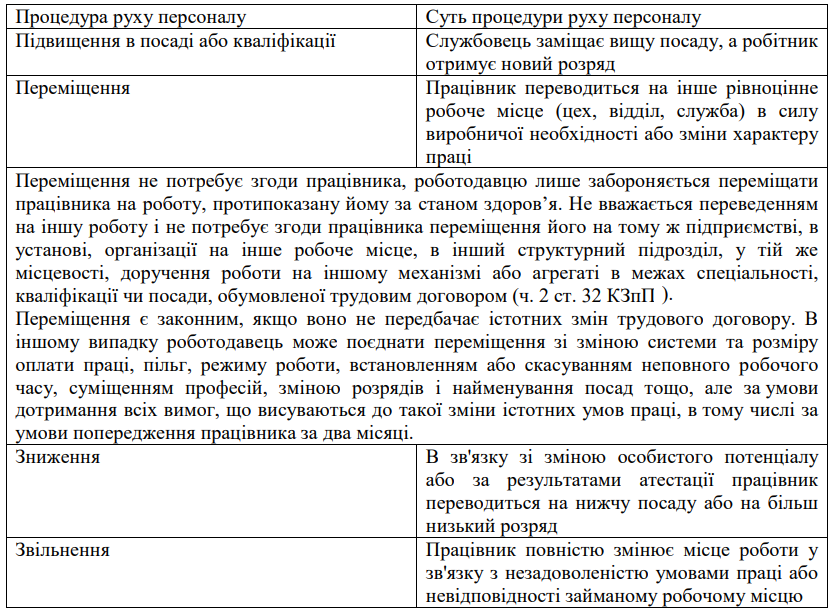 Процедура руху персоналу
Суть процедури руху персоналу
Підвищення в посаді або кваліфікації
Службовець заміщає вищу посаду, а робітник
отримує новий розряд
Переміщення
Працівник переводиться на інше рівноцінне
робоче місце (цех, відділ, служба) в силу
виробничої необхідності або зміни характеру
праці
Переміщення не потребує згоди працівника, роботодавцю лише забороняється переміщати
працівника на роботу, протипоказану йому за станом здоров’я. Не вважається переведенням
на іншу роботу і не потребує згоди працівника переміщення його на тому ж підприємстві, в
установі, організації на інше робоче місце, в інший структурний підрозділ, у тій же
місцевості, доручення роботи на іншому механізмі або агрегаті в межах спеціальності,
кваліфікації чи посади, обумовленої трудовим договором (ч. 2 ст. 32 КЗпП ).
Переміщення є законним, якщо воно не передбачає істотних змін трудового договору. В
іншому випадку роботодавець може поєднати переміщення зі зміною системи та розміру
оплати праці, пільг, режиму роботи, встановленням або скасуванням неповного робочого
часу, суміщенням професій, зміною розрядів і найменування посад тощо, але за умови
дотримання всіх вимог, що висуваються до такої зміни істотних умов праці, в тому числі за
умови попередження працівника за два місяці.
Зниження
В зв'язку зі зміною особистого потенціалу
або за результатами атестації працівник
переводиться на нижчу посаду або на більш
низький розряд
Звільнення
Працівник повністю змінює місце роботи у
зв'язку з незадоволеністю умовами праці або
невідповідності займаному робочому місцю